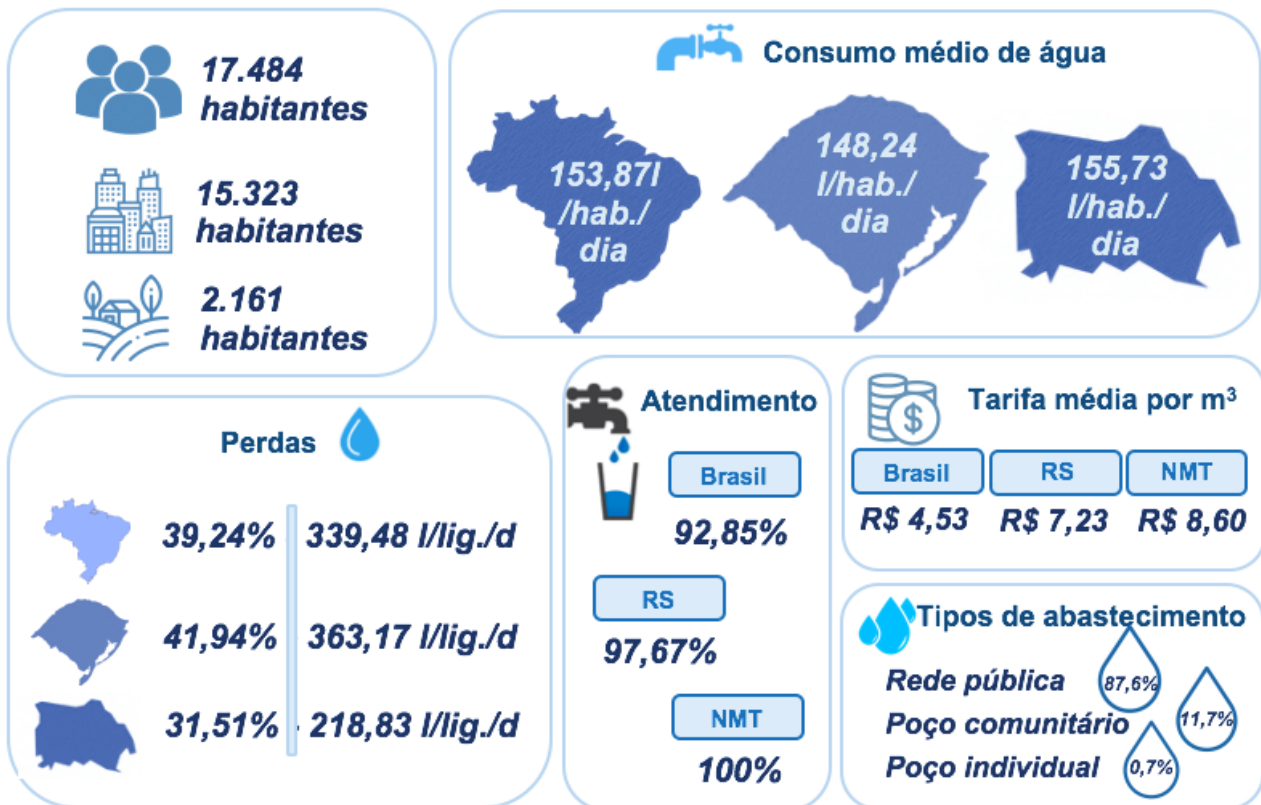 17.484
habitantes
15.323
habitantes
2.161
habitantes
Consumo médio de água
153,87l
/hab./
dia
148,24
l/hab./
dia
155,73
l/hab./
dia
Perdas
39,24% 339,48 l/lig./d
41,94% 363,17 l/lig./d
31,51% 218,83 l/lig./d
Atendimento
Brasil
92,85%
RS
97,67%
NMT
100%
Tarifa média por m³
Brasil RS NMT
R$ 4,53 R$ 7,23 R$ 8,60
Tipos de abastecimento
Rede pública 87,6%
Poço comunitário 11,7%
Poço individual 0,7%